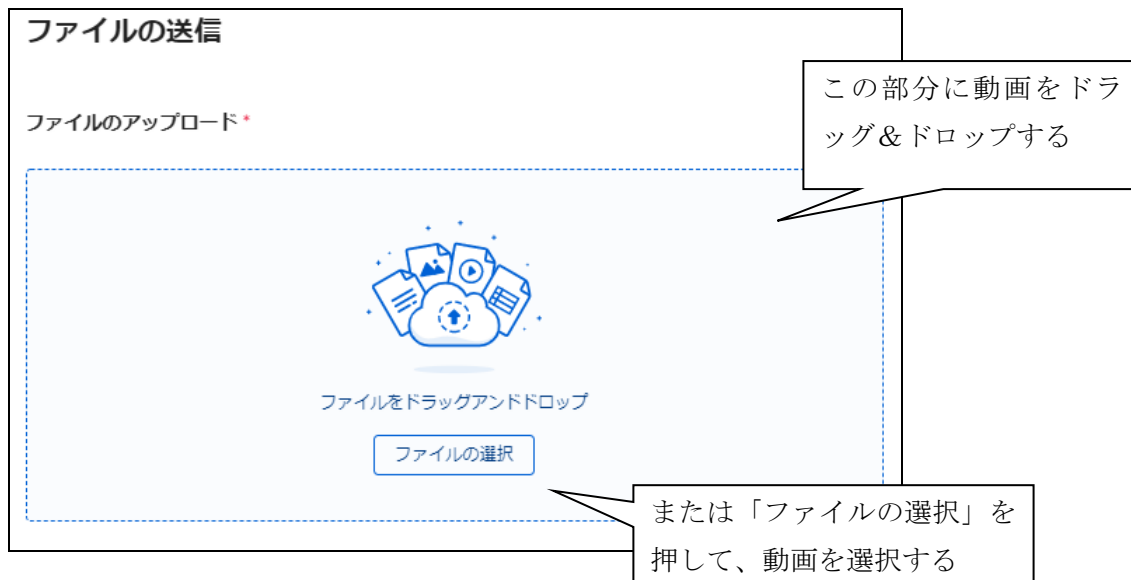 ファイルの送信
この部分に動画をドラ
ッグ&ドロップする
ファイルのアップロード *
ファイルをドラッグアンドドロップ
ファイルの選択
または「ファイルの選択」を
押して、動画を選択する